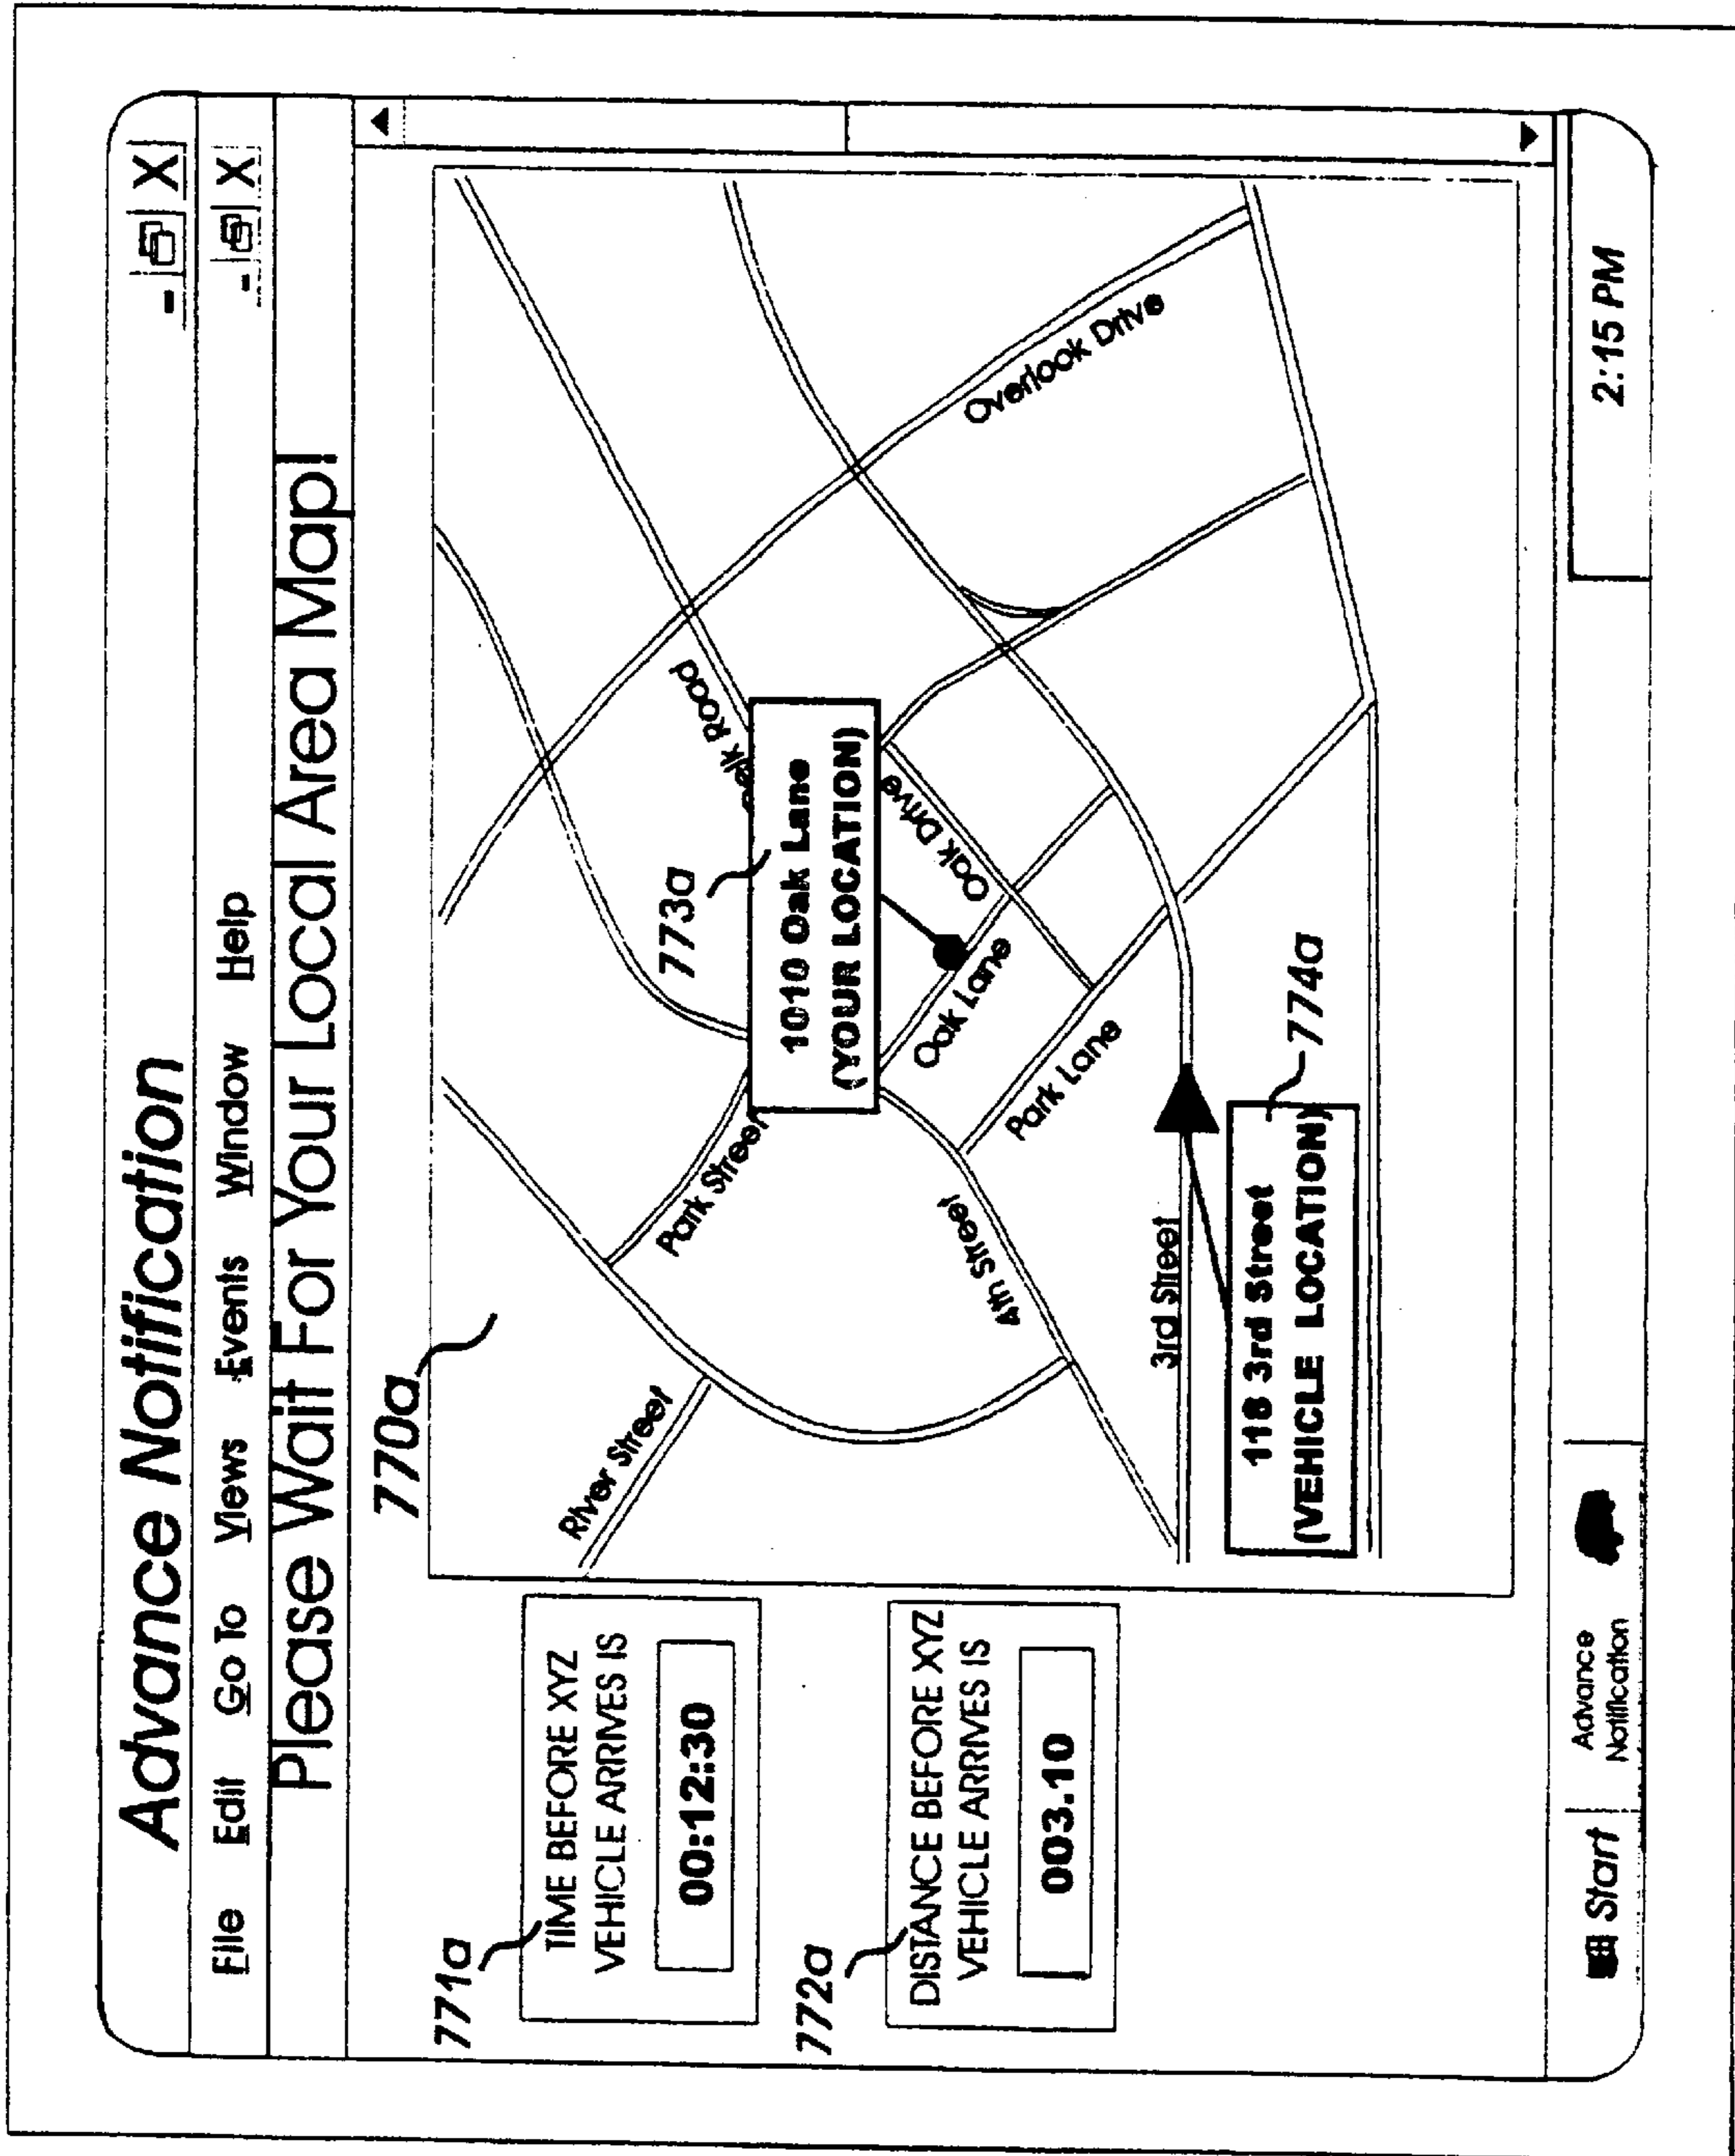 Advance Notification
File Edit Go To Views Events Window Help
Please Wait For Your Local Area Map!
770a
771a
TIME BEFORE XYZ
VEHICLE ARRIVES IS
00:12:30
772a
DISTANCE BEFORE XYZ
VEHICLE ARRIVES IS
003.10
River Street
Park Street
773a
1010 Oak Lane
(YOUR LOCATION)
Road
Oak Drive
Oak Lane
Park Lane
4th Street
Overlook Drive
3rd Street
118 3rd Street
(VEHICLE LOCATION)
774a
Start
Advance
Notification
2:15 PM